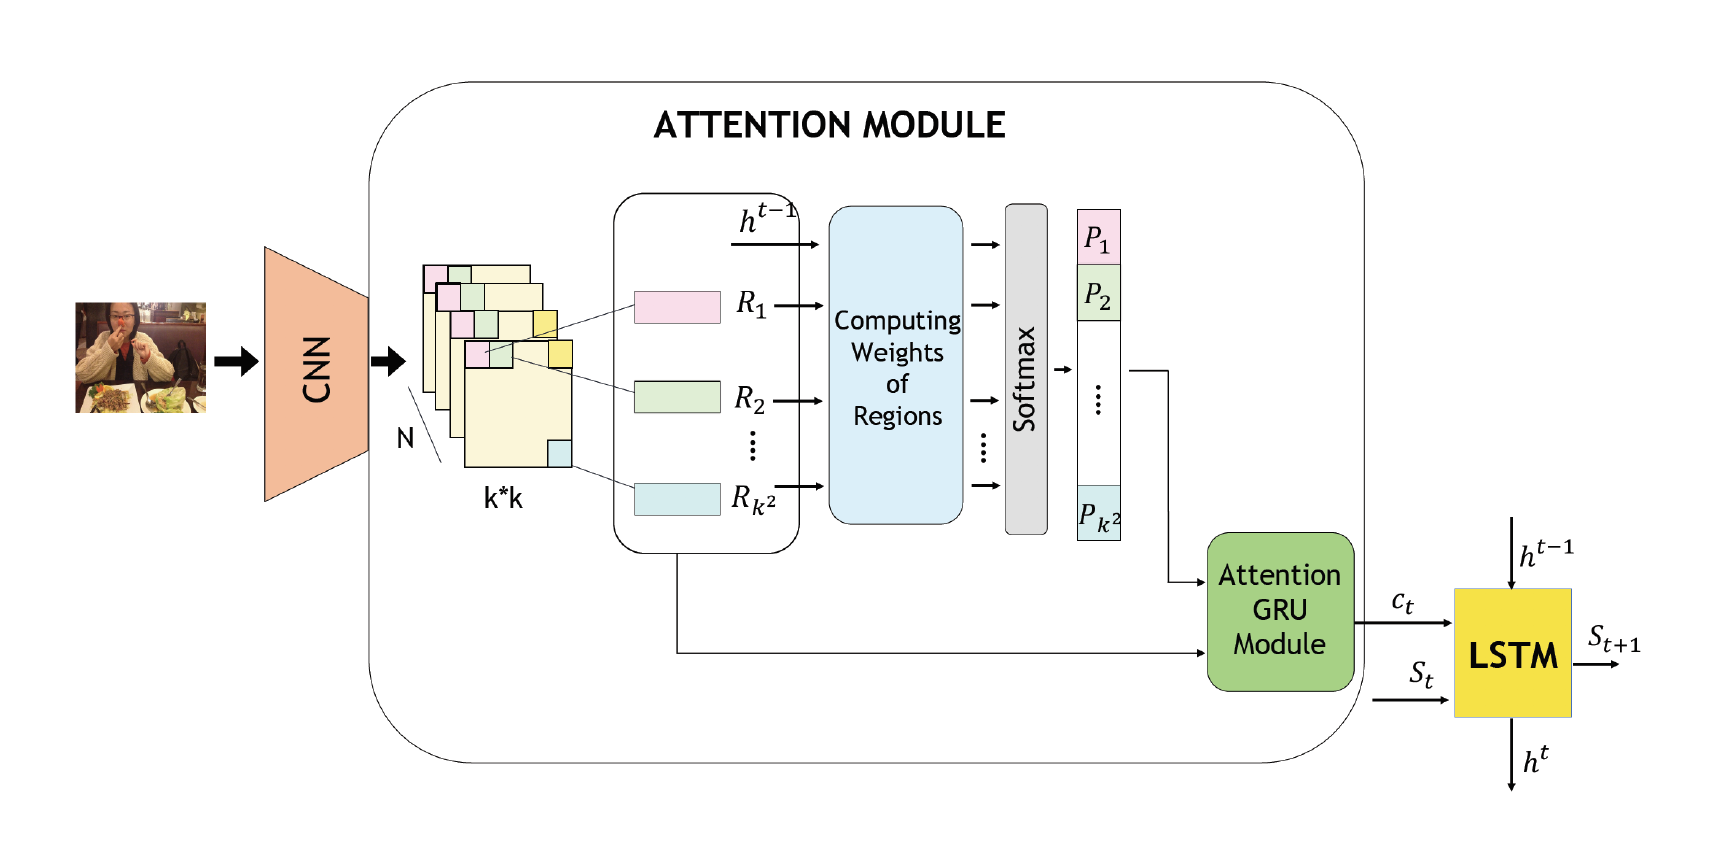 ATTENTION MODULE
CNN
N
k*k
h^{t-1}
R_1
R_2
R_{k^2}
Computing
Weights
of
Regions
Softmax
P_1
P_2
P_{k^2}
Attention
GRU
Module
c_t
S_t
h^{t-1}
LSTM
S_{t+1}
h^t